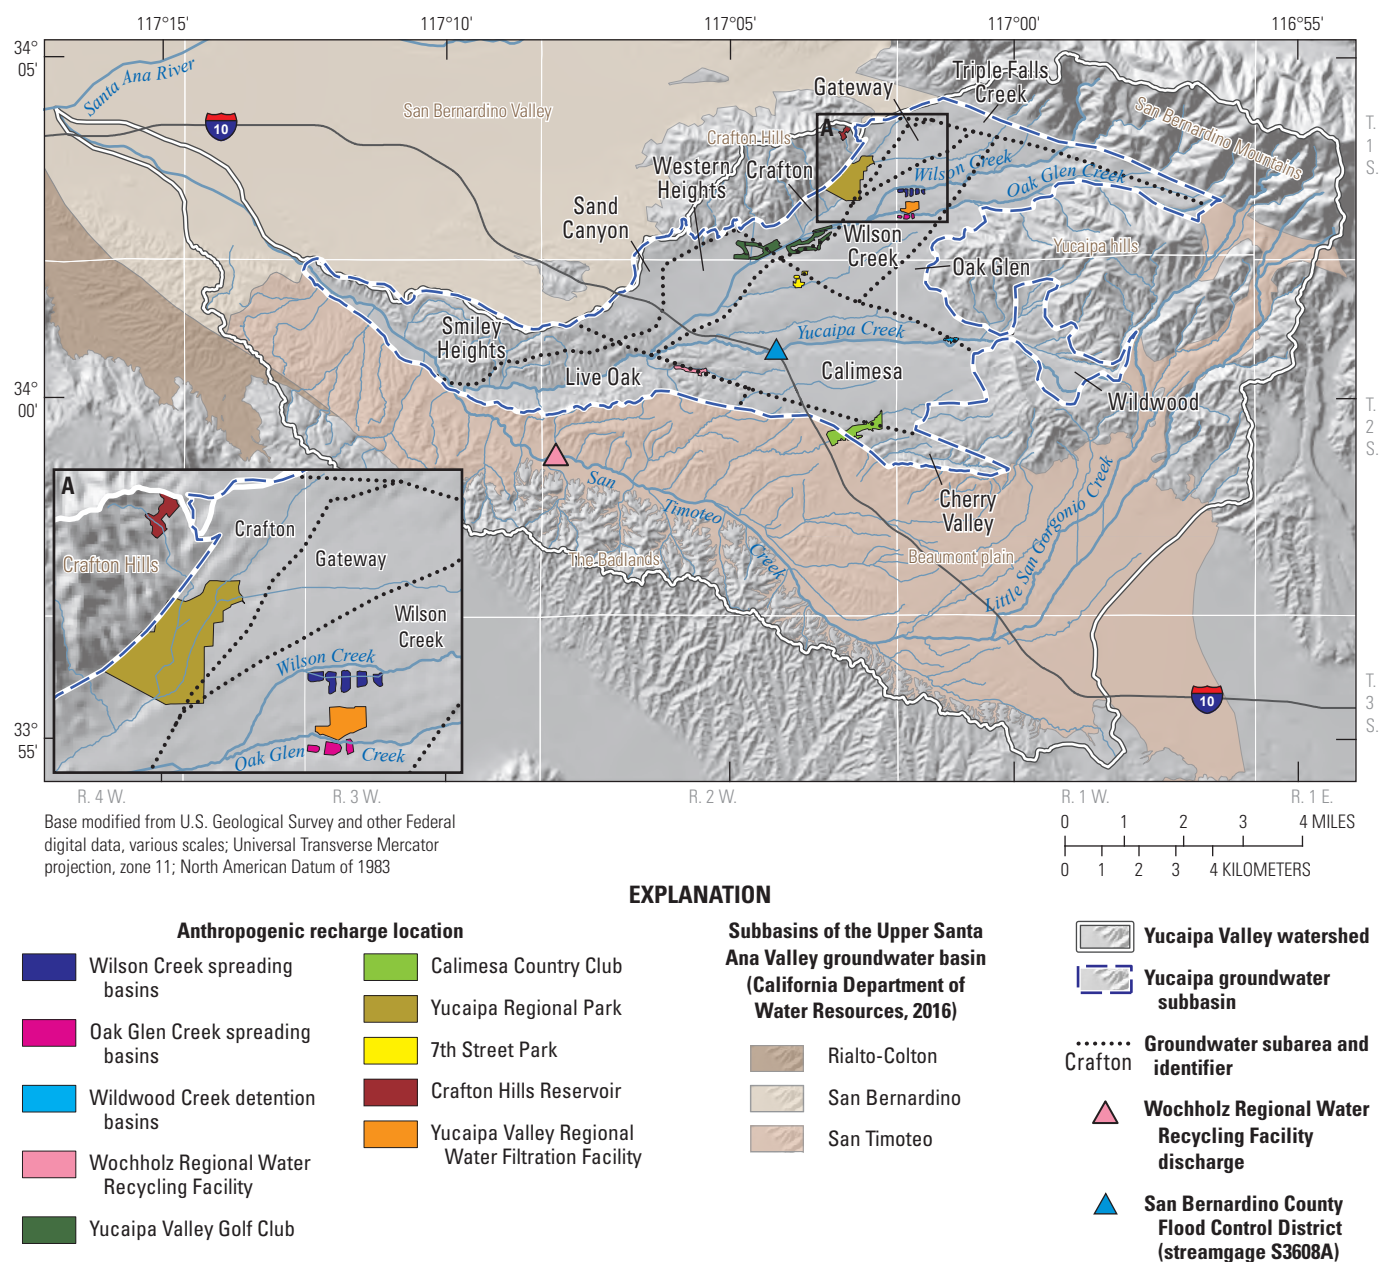 117°15'
117°10'
117°05'
117°00'
116°55'
34°
05'
34°
00'
33°
55'
Santa Ana River
10
San Bernardino Valley
Crafton Hills
Gateway
Triple Falls
Creek
San Bernardino Mountains
T.
1
S.
A
Western
Heights
Crafton
Wilson Creek
Oak Glen Creek
Sand
Canyon
Wilson
Creek
Oak Glen
Yucaipa hills
Smiley
Heights
Yucaipa Creek
Live Oak
Calimesa
Wildwood
T.
2
S.
San
Timoteo
Creek
Cherry
Valley
Little San Gorgonio Creek
The Badlands
Beaumont plain
T.
3
S.
10
A
Crafton
Crafton Hills
Gateway
Wilson
Creek
Wilson Creek
Oak Glen
Creek
R. 4 W.
R. 3 W.
R. 2 W.
R. 1 W.
R. 1 E.
Base modified from U.S. Geological Survey and other Federal
digital data, various scales; Universal Transverse Mercator
projection, zone 11; North American Datum of 1983
0 1 2 3 4 MILES
0 1 2 3 4 KILOMETERS
EXPLANATION
Anthropogenic recharge location
Wilson Creek spreading
basins
Oak Glen Creek spreading
basins
Wildwood Creek detention
basins
Wochholz Regional Water
Recycling Facility
Yucaipa Valley Golf Club
Calimesa Country Club
Yucaipa Regional Park
7th Street Park
Crafton Hills Reservoir
Yucaipa Valley Regional
Water Filtration Facility
Subbasins of the Upper Santa
Ana Valley groundwater basin
(California Department of
Water Resources, 2016)
Rialto-Colton
San Bernardino
San Timoteo
Yucaipa Valley watershed
Yucaipa groundwater
subbasin
Crafton
Groundwater subarea and
identifier
Wochholz Regional Water
Recycling Facility
discharge
San Bernardino County
Flood Control District
(streamgage S3608A)